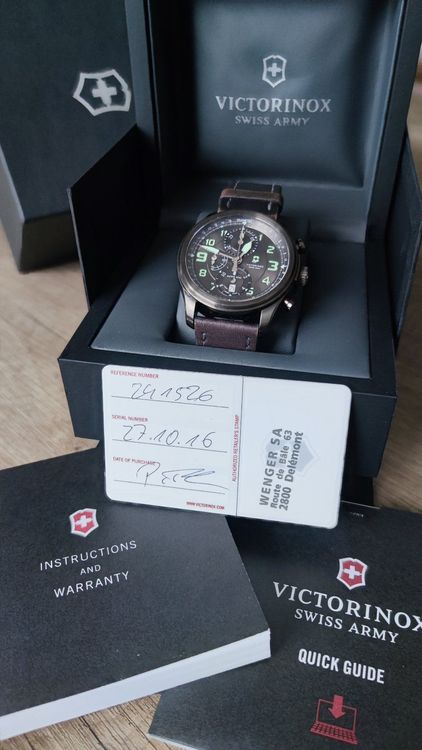 VICTORINOX
SWISS ARMY
REFERENCE NUMBER
241526
SERIAL NUMBER
27.10.16
DATE OF PURCHASE
WWW.VICTORINOX.COM
AUTHORIZED RETAILER'S STAMP
WENGER SA
Route de Bâle 63
2800 Delémont
INSTRUCTIONS
AND
WARRANTY
VICTORINOX
SWISS ARMY
QUICK GUIDE